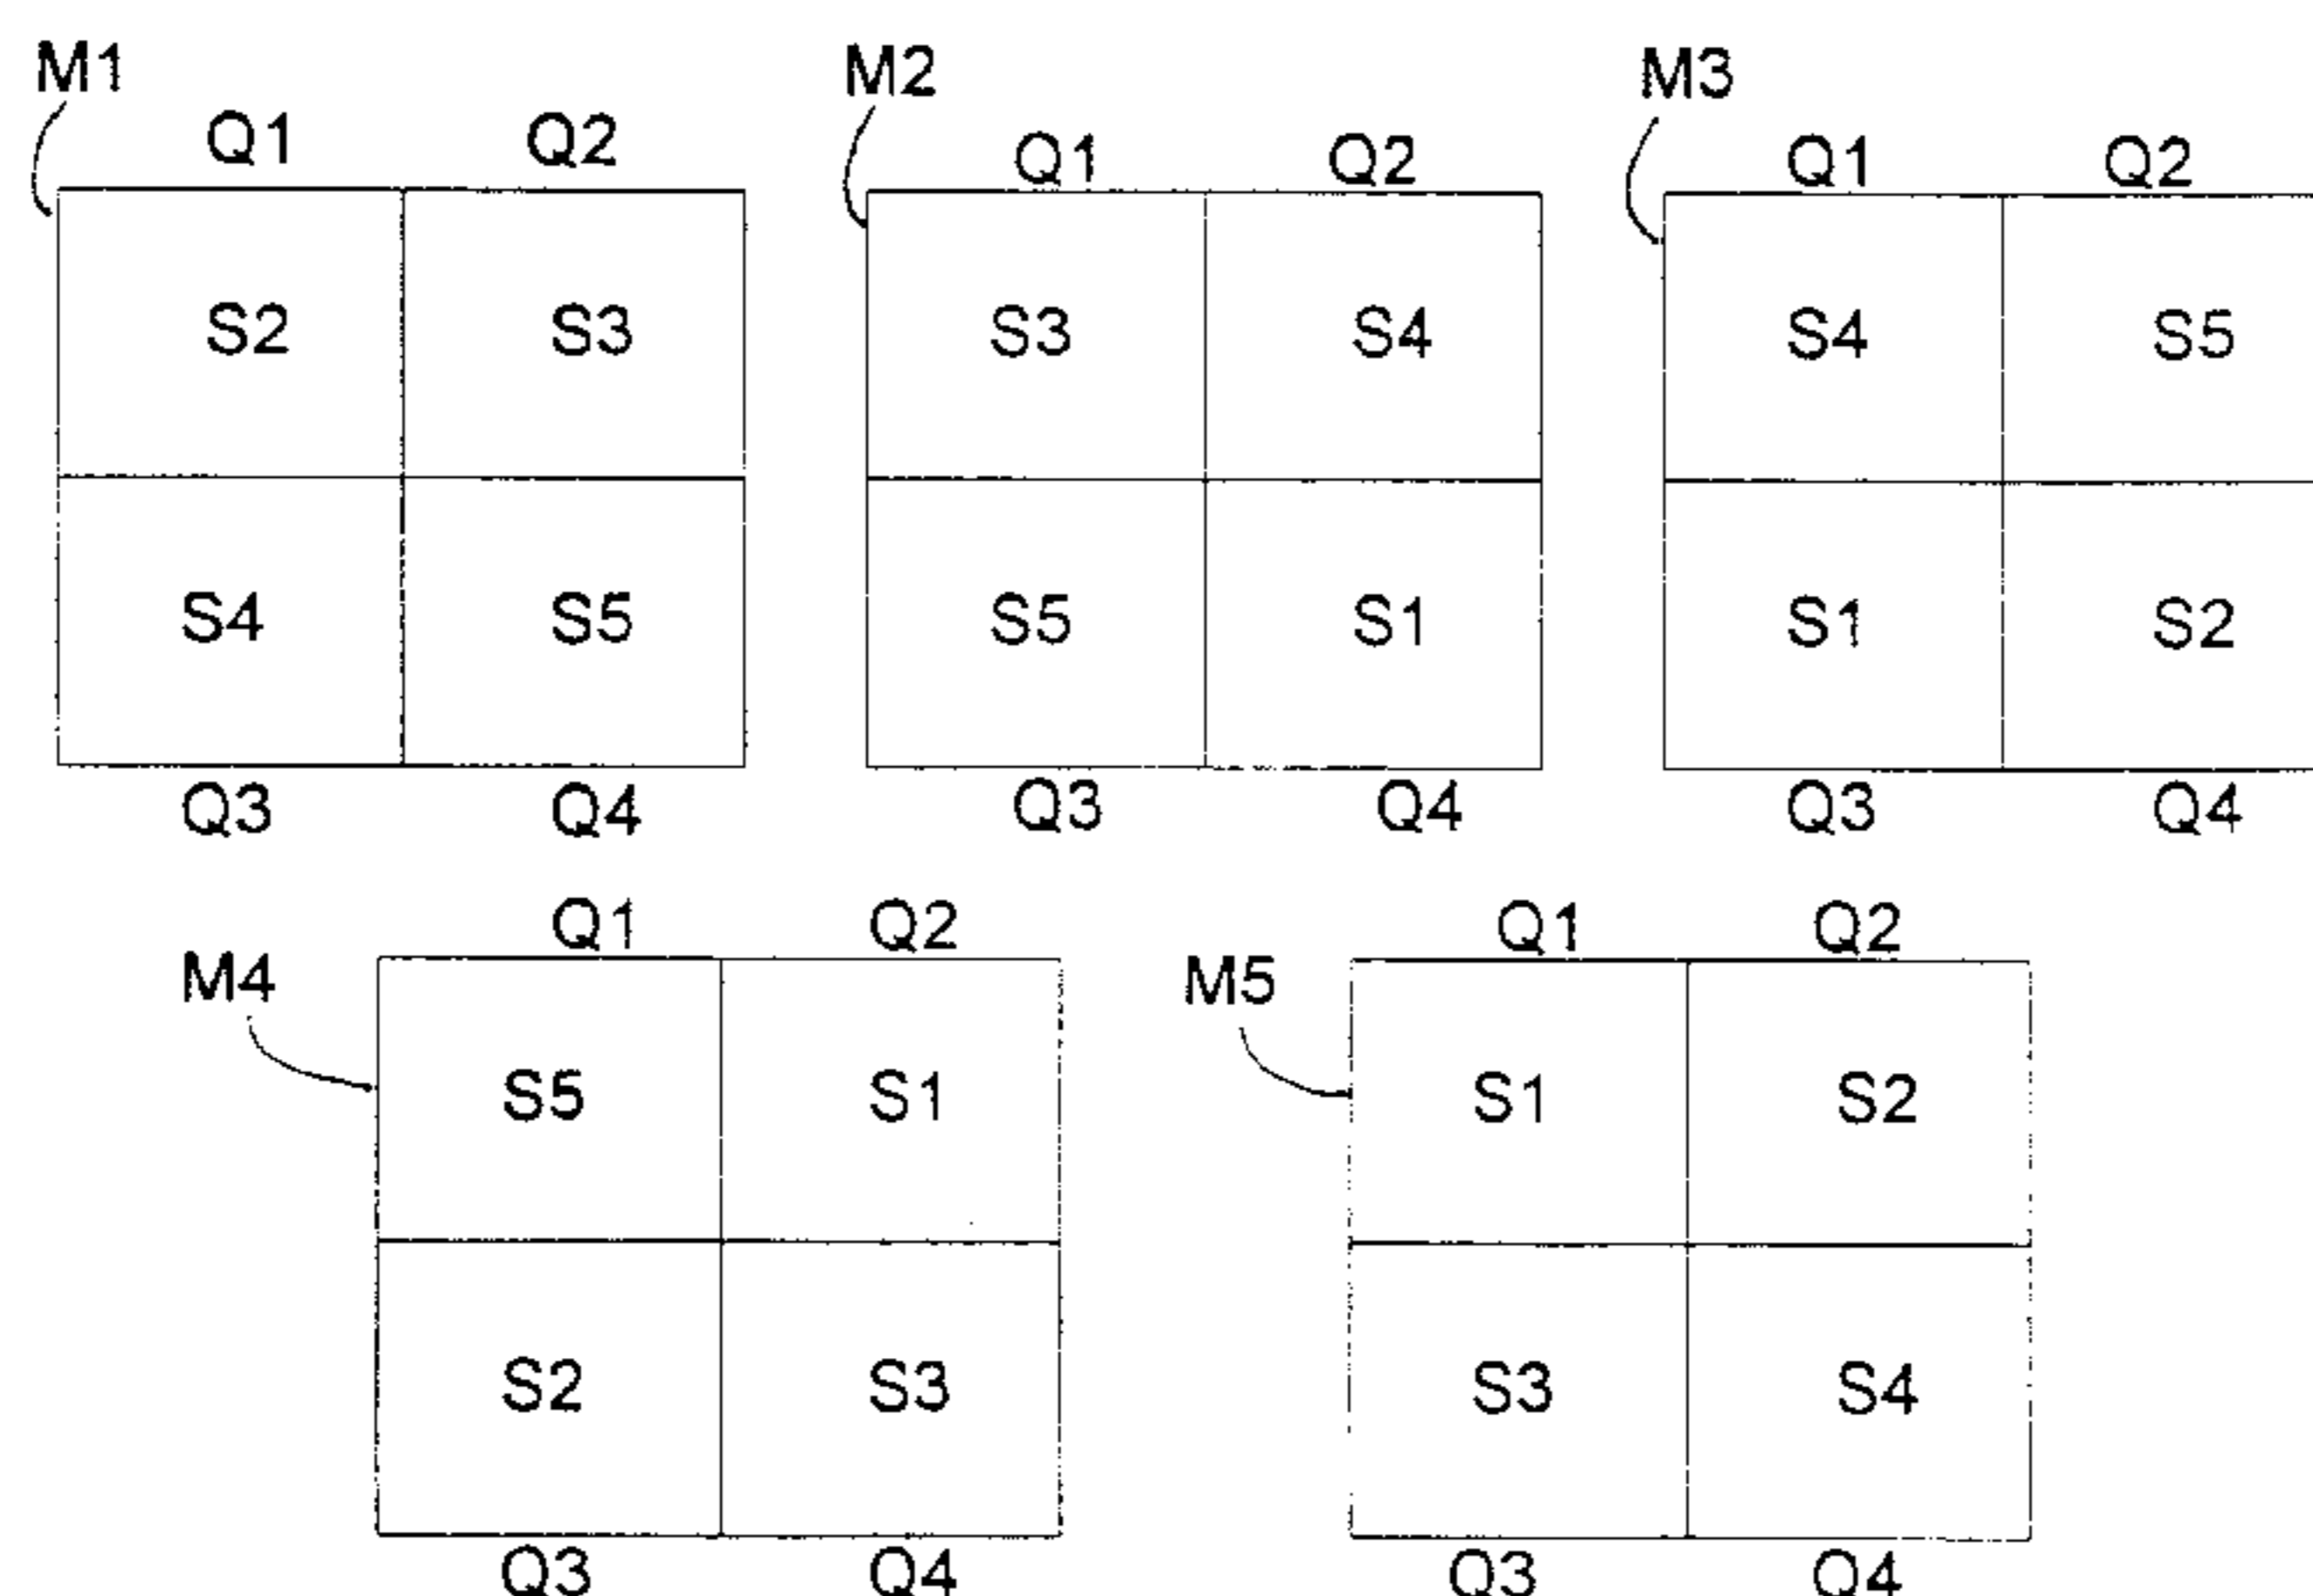 M1 M2 M3
Q1 Q2 Q1 Q2 Q1 Q2
S2 S3 S3 S4 S4 S5
S4 S5 S5 S1 S1 S2
Q3 Q4 Q3 Q4 Q3 Q4
Q1 Q2 Q1 Q2
M4 M5
S5 S1 S1 S2
S2 S3 S3 S4
Q3 Q4 Q3 Q4